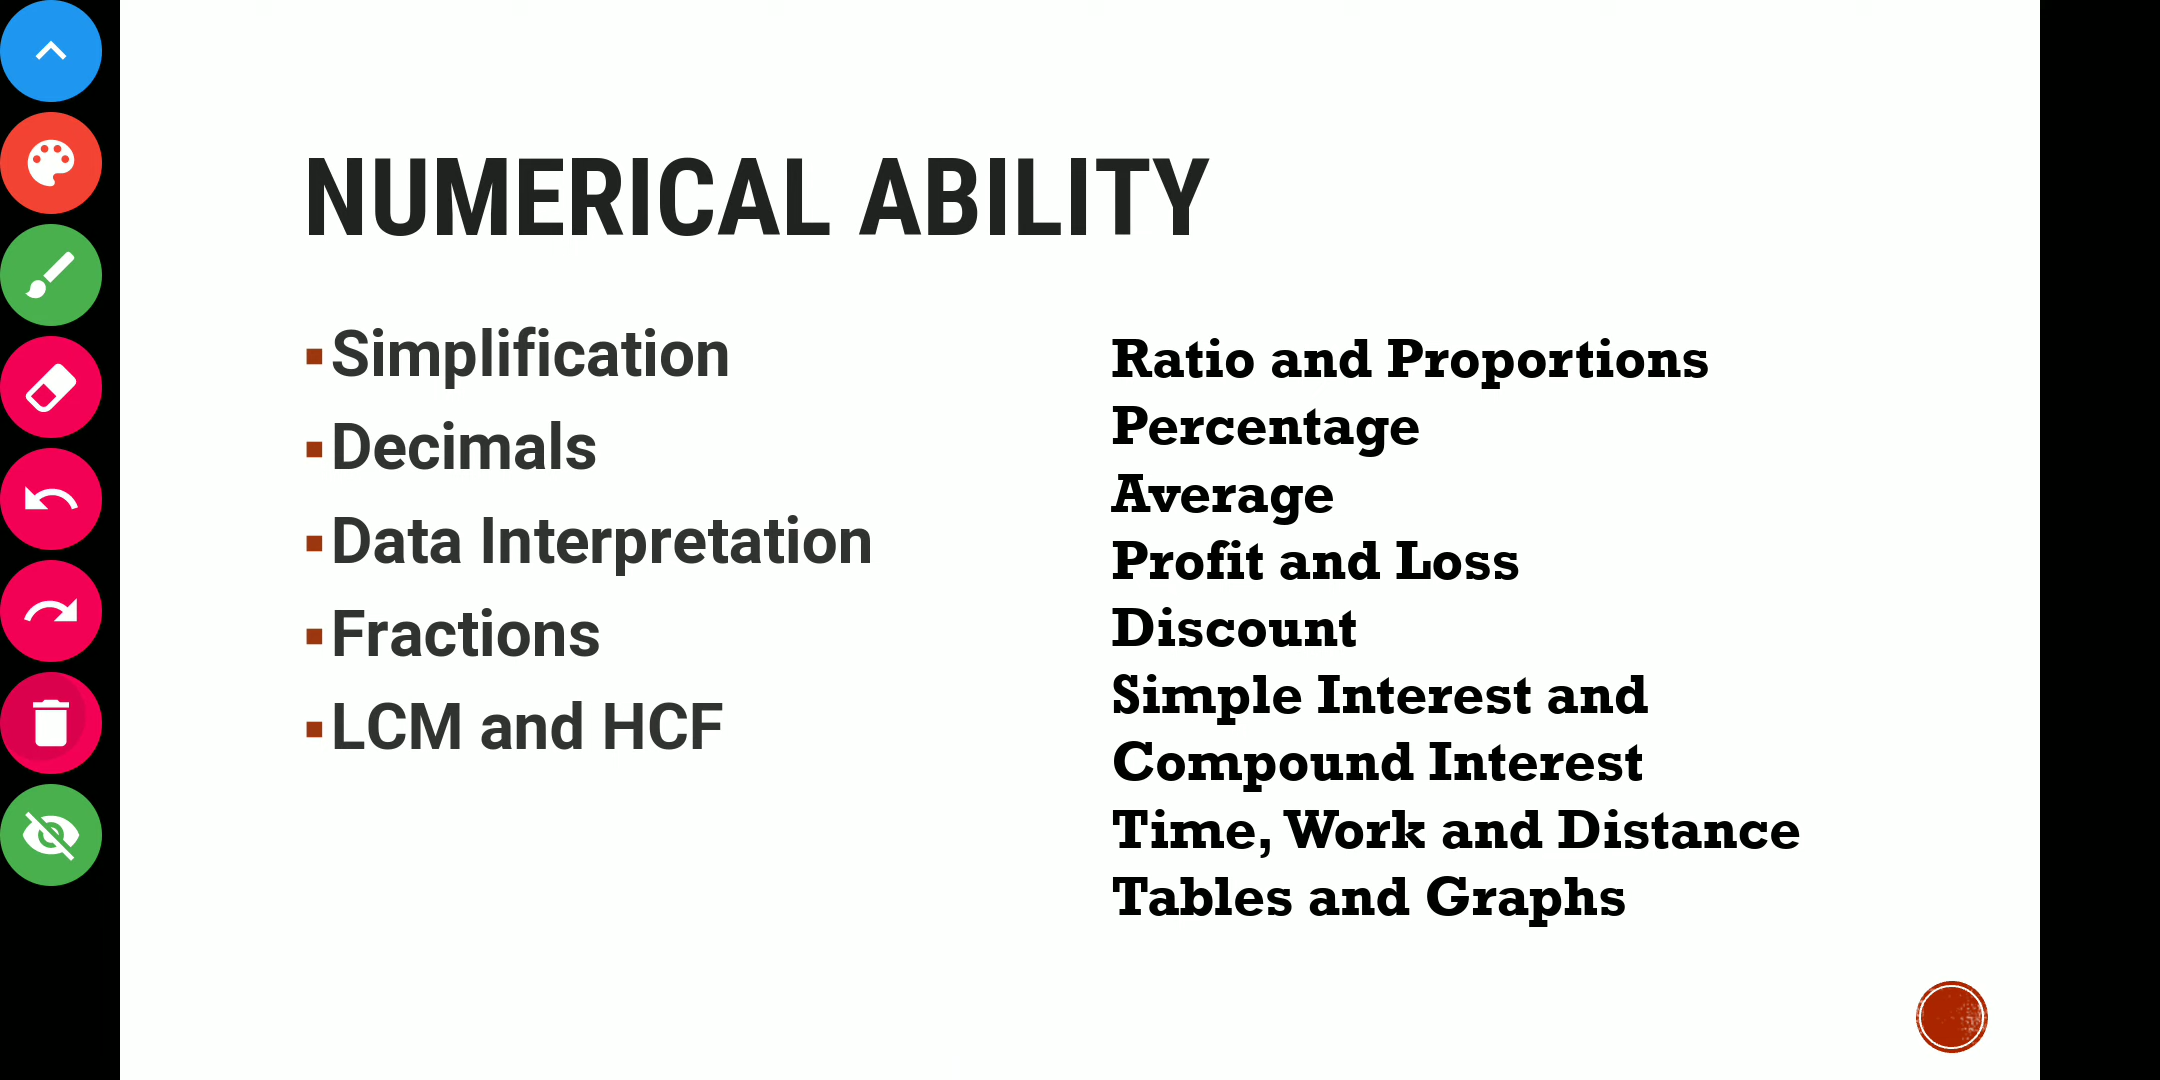 NUMERICAL ABILITY
Simplification
Decimals
Data Interpretation
Fractions
LCM and HCF
Ratio and Proportions
Percentage
Average
Profit and Loss
Discount
Simple Interest and
Compound Interest
Time, Work and Distance
Tables and Graphs